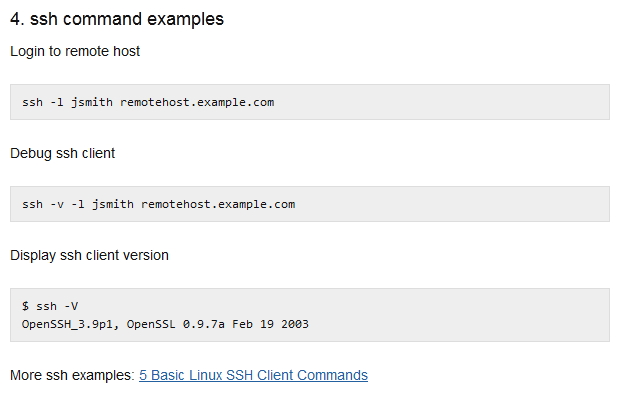 4. ssh command examples
Login to remote host
ssh -l jsmith remotehost.example.com
Debug ssh client
ssh -v -l jsmith remotehost.example.com
Display ssh client version
$ ssh -V
OpenSSH_3.9p1, OpenSSL 0.9.7a Feb 19 2003
More ssh examples: 5 Basic Linux SSH Client Commands